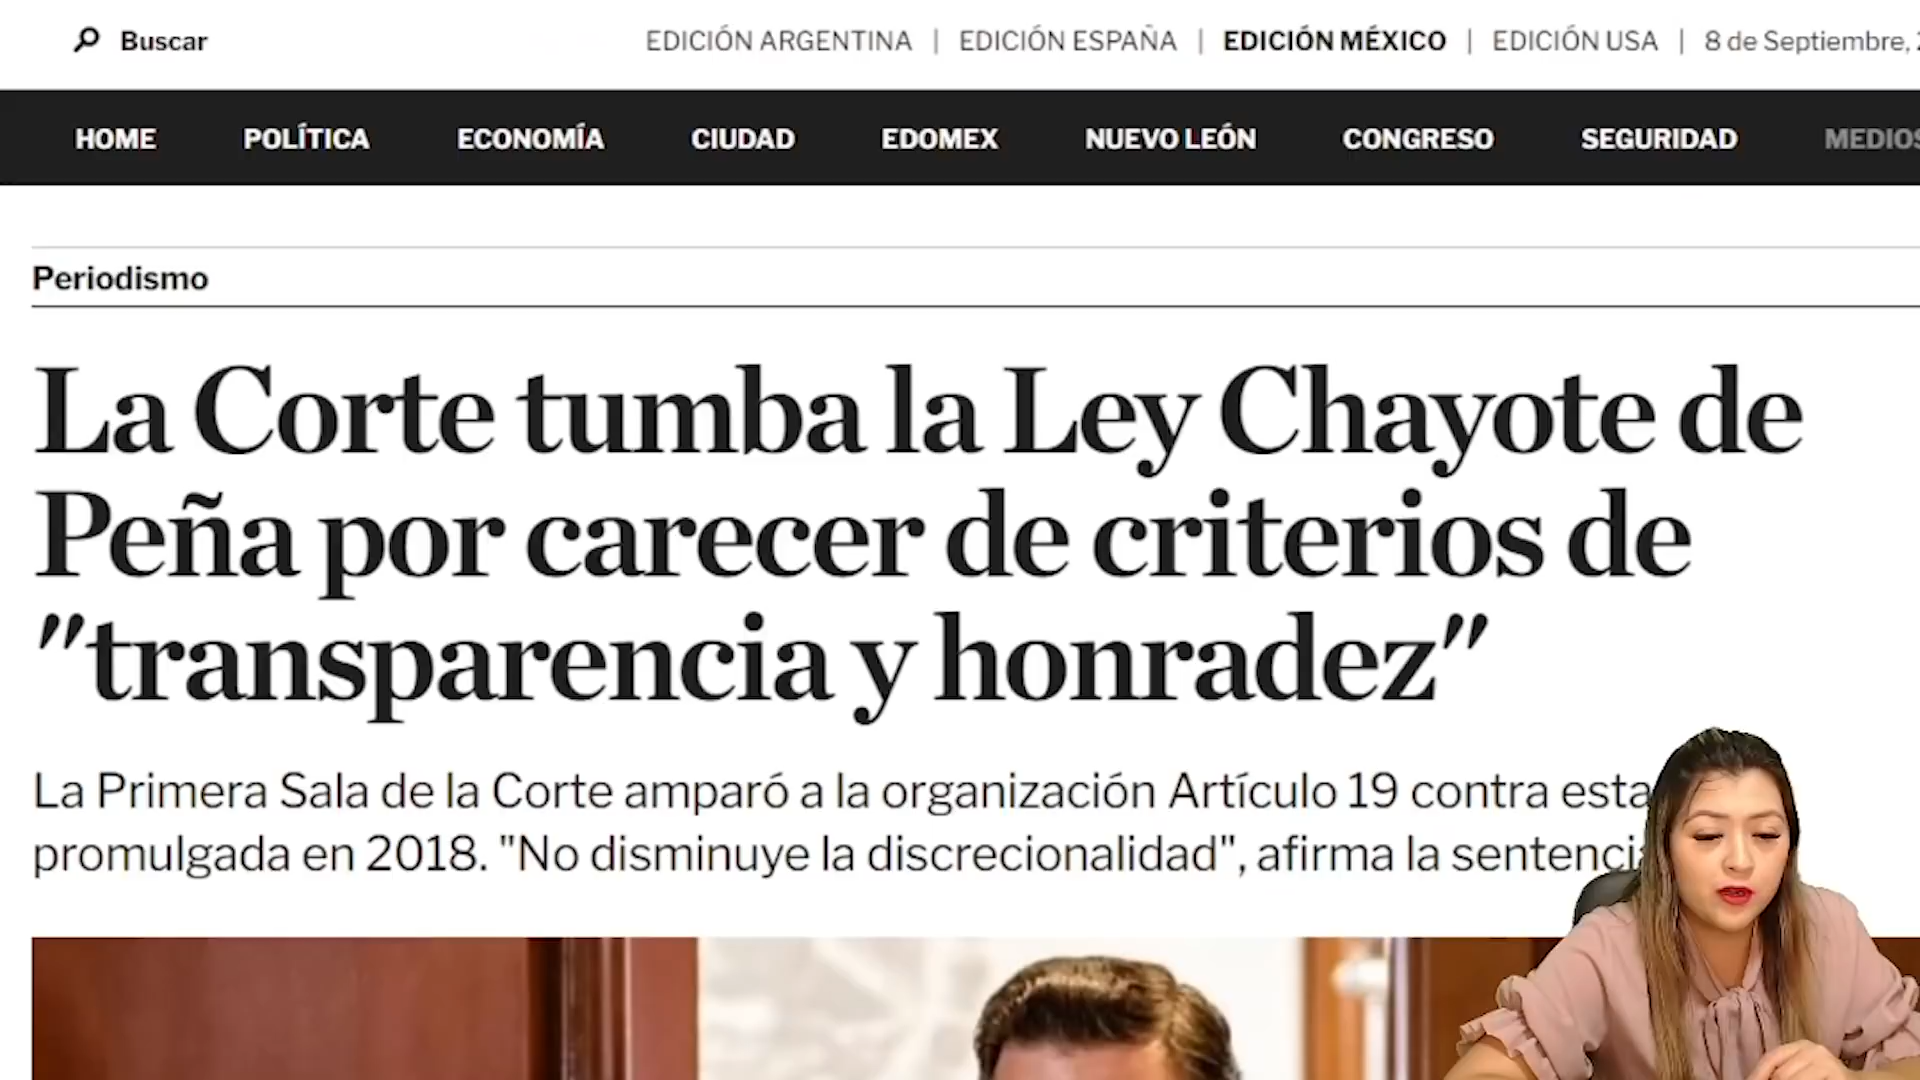 Buscar
EDICIÓN ARGENTINA | EDICIÓN ESPAÑA | EDICIÓN MÉXICO | EDICIÓN USA | 8 de Septiembre,
HOME POLÍTICA ECONOMÍA CIUDAD EDOMEX NUEVO LEÓN CONGRESO SEGURIDAD MEDIOS
Periodismo
La Corte tumba la Ley Chayote de
Peña por carecer de criterios de
"transparencia y honradez"
La Primera Sala de la Corte amparó a la organización Artículo 19 contra esta
promulgada en 2018. "No disminuye la discrecionalidad", afirma la sentencia